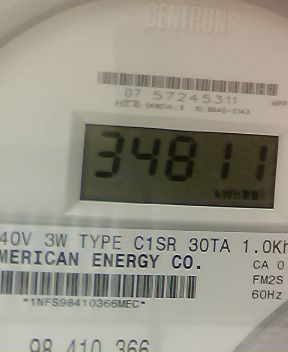 CENTRON®
07 57245311
34811
kWh
40V 3W TYPE C1SR 30TA 1.0Kh
MERICAN ENERGY CO.
CA 0
FM2S
60Hz
*1NFS98410366MEC*
98 410 366